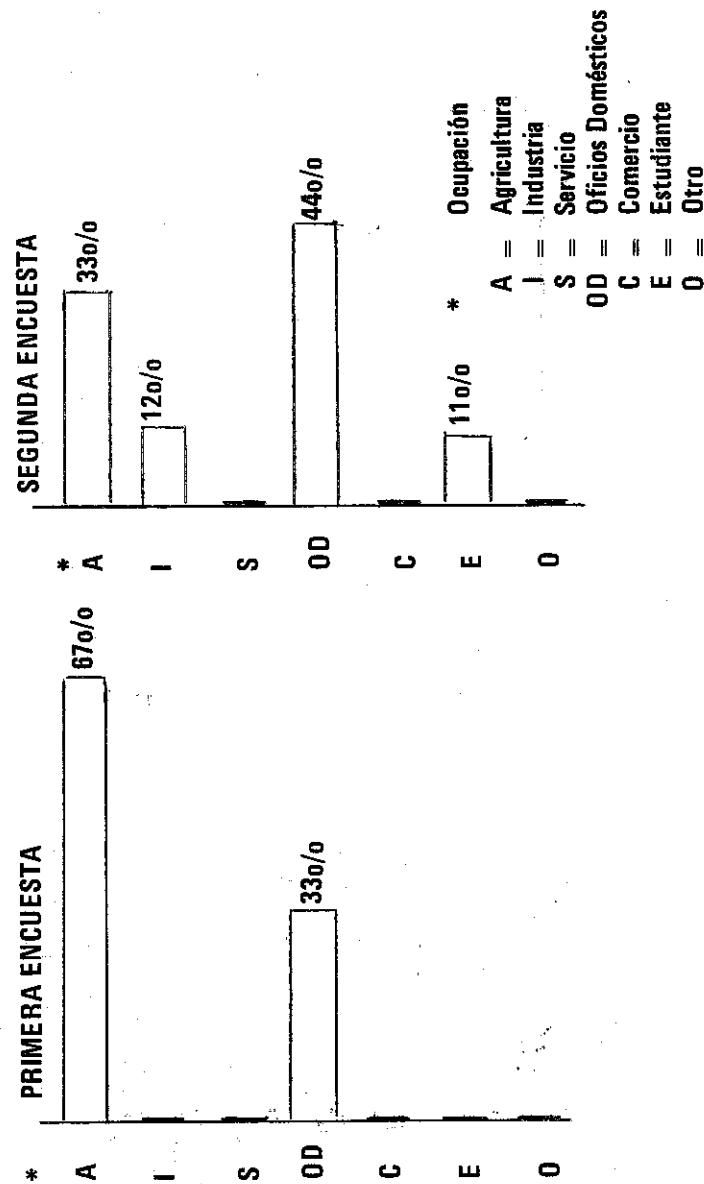 PRIMERA ENCUESTA
*
A 67o/o
I
S
OD 33o/o
C
E
O
SEGUNDA ENCUESTA
*
A 33o/o
I 12o/o
S
OD 44o/o
C
E 11o/o
O
* Ocupación
A = Agricultura
I = Industria
S = Servicio
OD = Oficios Domésticos
C = Comercio
E = Estudiante
O = Otro